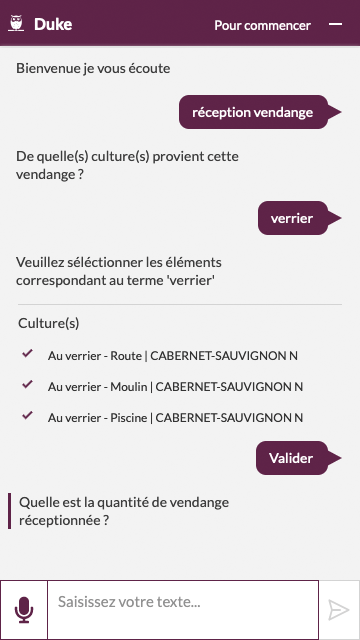 Duke
Pour commencer
Bienvenue je vous écoute
réception vendange
De quelle(s) culture(s) provient cette
vendange ?
verrier
Veuillez séléctionner les éléments
correspondant au terme 'verrier'
Culture(s)
Au verrier - Route | CABERNET-SAUVIGNON N
Au verrier - Moulin | CABERNET-SAUVIGNON N
Au verrier - Piscine | CABERNET-SAUVIGNON N
Valider
Quelle est la quantité de vendange
réceptionnée ?
Saisissez votre texte...